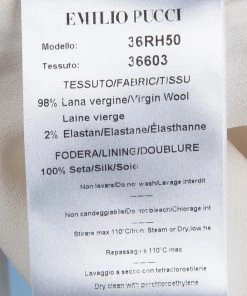 EMILIO PUCCI
Modello: 36RH50
Tessuto: 36603
TESSUTO/FABRIC/TISSU
98% Lana vergine/Virgin Wool
Laine vierge
2% Elastan/Elastane/Élasthanne
FODERA/LINING/DOUBLURE
100% Seta/Silk/Soie
Non lavare/Do not wash/Lavage interdit
Non candeggiabile/Do not bleach/Chlorage int
Stirare max 110°C/Iron. Steam or Dry, low he
Repassage à 110°C max
Lavaggio a secco con tetracloroetilene
Dry clean with perchloroethylene